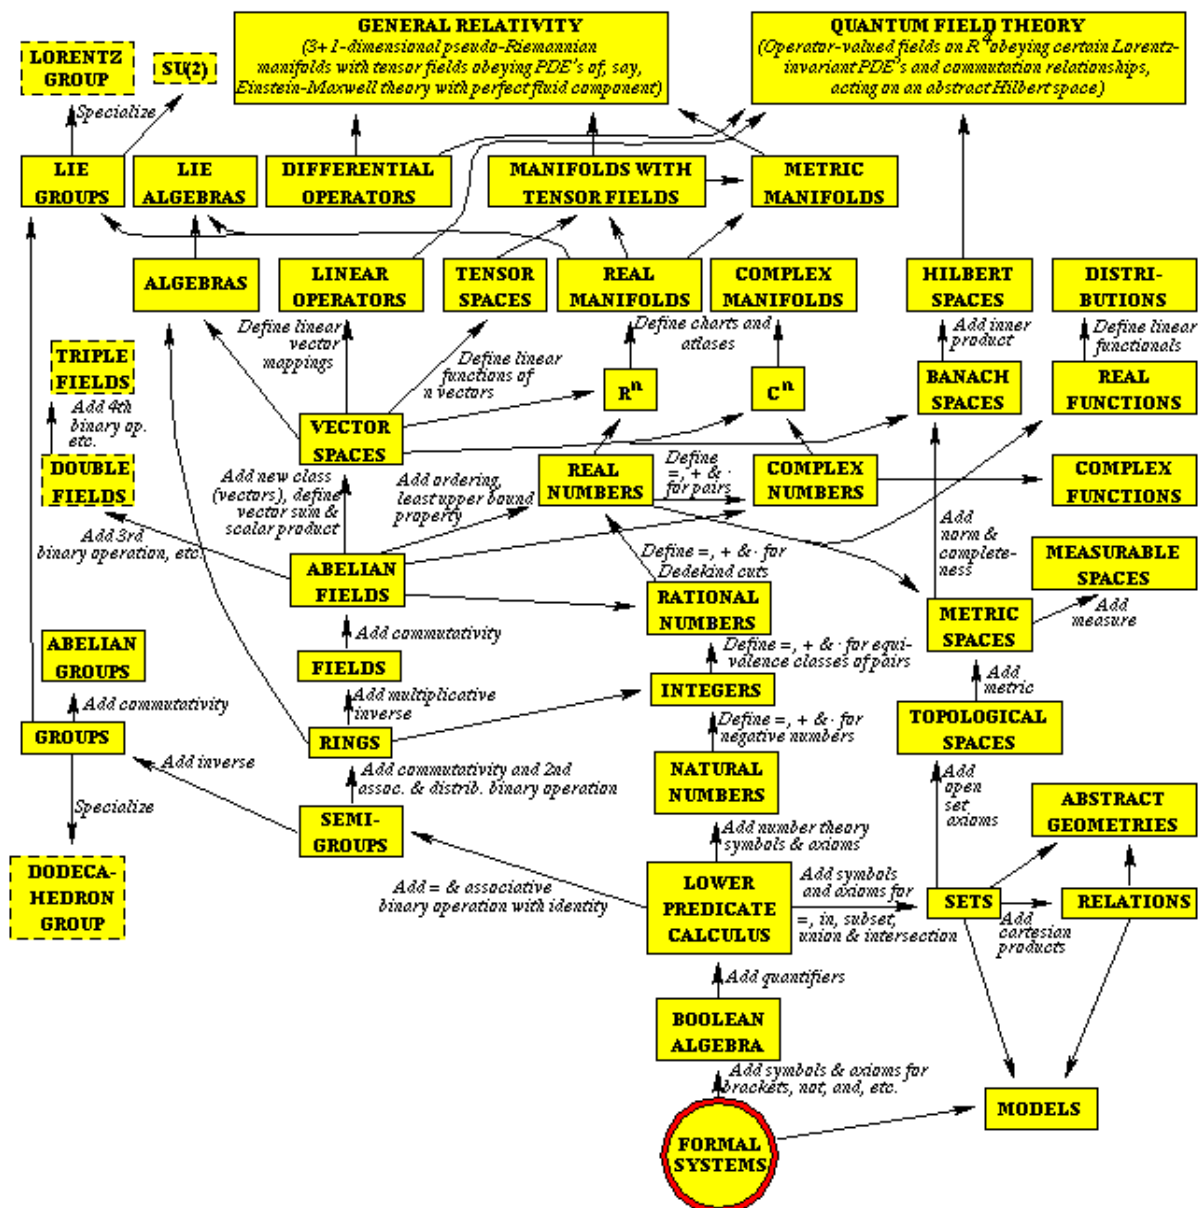 GENERAL RELATIVITY
(3+1-dimensional pseudo-Riemannian
manifolds with tensor fields obeying PDE's of, say,
Einstein-Maxwell theory with perfect fluid component)
QUANTUM FIELD THEORY
(Operator-valued fields on R4 obeying certain Lorentz-
invariant PDE's and commutation relationships,
acting on an abstract Hilbert space)
LORENTZ
GROUP
SU(2)
Specialize
LIE
GROUPS
LIE
ALGEBRAS
DIFFERENTIAL
OPERATORS
MANIFOLDS WITH
TENSOR FIELDS
METRIC
MANIFOLDS
ALGEBRAS
LINEAR
OPERATORS
TENSOR
SPACES
REAL
MANIFOLDS
COMPLEX
MANIFOLDS
HILBERT
SPACES
DISTRI-
BUTIONS
Define linear
vector
mappings
Define linear
functions of
n vectors
Define charts and
atlases
Add inner
product
Define linear
functionals
TRIPLE
FIELDS
Add 4th
binary op.
etc.
DOUBLE
FIELDS
VECTOR
SPACES
Rn
Cn
BANACH
SPACES
REAL
FUNCTIONS
Add new class
(vectors), define
vector sum &
scalar product
Add ordering,
least upper bound
property
REAL
NUMBERS
Define
=, + & ·
for pairs
COMPLEX
NUMBERS
COMPLEX
FUNCTIONS
Add 3rd
binary operation, etc.
ABELIAN
FIELDS
Define =, + & · for
Dedekind cuts
RATIONAL
NUMBERS
Add
norm &
complete-
ness
MEASURABLE
SPACES
METRIC
SPACES
Add
measure
Add commutativity
ABELIAN
GROUPS
FIELDS
Define =, + & · for equi-
valence classes of pairs
Add commutativity
Add multiplicative
inverse
INTEGERS
Add
metric
GROUPS
RINGS
Define =, + & · for
negative numbers
TOPOLOGICAL
SPACES
Add inverse
Add commutativity and 2nd
assoc. & distrib. binary operation
NATURAL
NUMBERS
Add
open
set
axioms
Specialize
SEMI-
GROUPS
Add number theory
symbols & axioms
ABSTRACT
GEOMETRIES
DODECA-
HEDRON
GROUP
Add = & associative
binary operation with identity
LOWER
PREDICATE
CALCULUS
Add symbols
and axioms for
=, in, subset,
union & intersection
SETS
Add
cartesian
products
RELATIONS
Add quantifiers
BOOLEAN
ALGEBRA
Add symbols & axioms for
brackets, not, and, etc.
MODELS
FORMAL
SYSTEMS